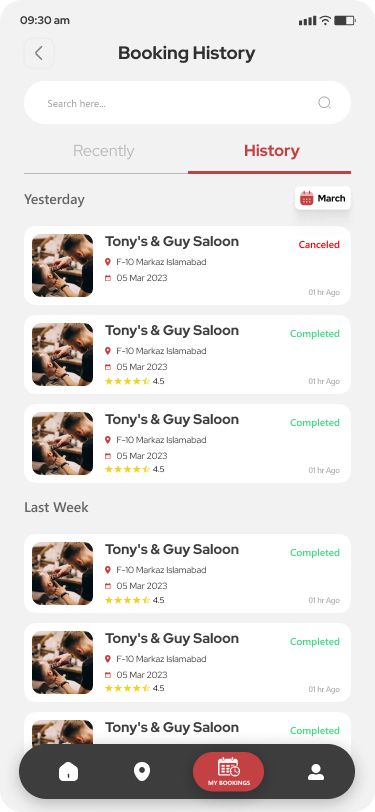 09:30 am
Booking History
Search here...
Recently
History
Yesterday
March
Tony's & Guy Saloon
Canceled
F-10 Markaz Islamabad
05 Mar 2023
01 hr Ago
Tony's & Guy Saloon
Completed
F-10 Markaz Islamabad
05 Mar 2023
4.5
01 hr Ago
Tony's & Guy Saloon
Completed
F-10 Markaz Islamabad
05 Mar 2023
4.5
01 hr Ago
Last Week
Tony's & Guy Saloon
Completed
F-10 Markaz Islamabad
05 Mar 2023
4.5
01 hr Ago
Tony's & Guy Saloon
Completed
F-10 Markaz Islamabad
05 Mar 2023
4.5
01 hr Ago
Tony's & Guy Saloon
Completed
MY BOOKINGS